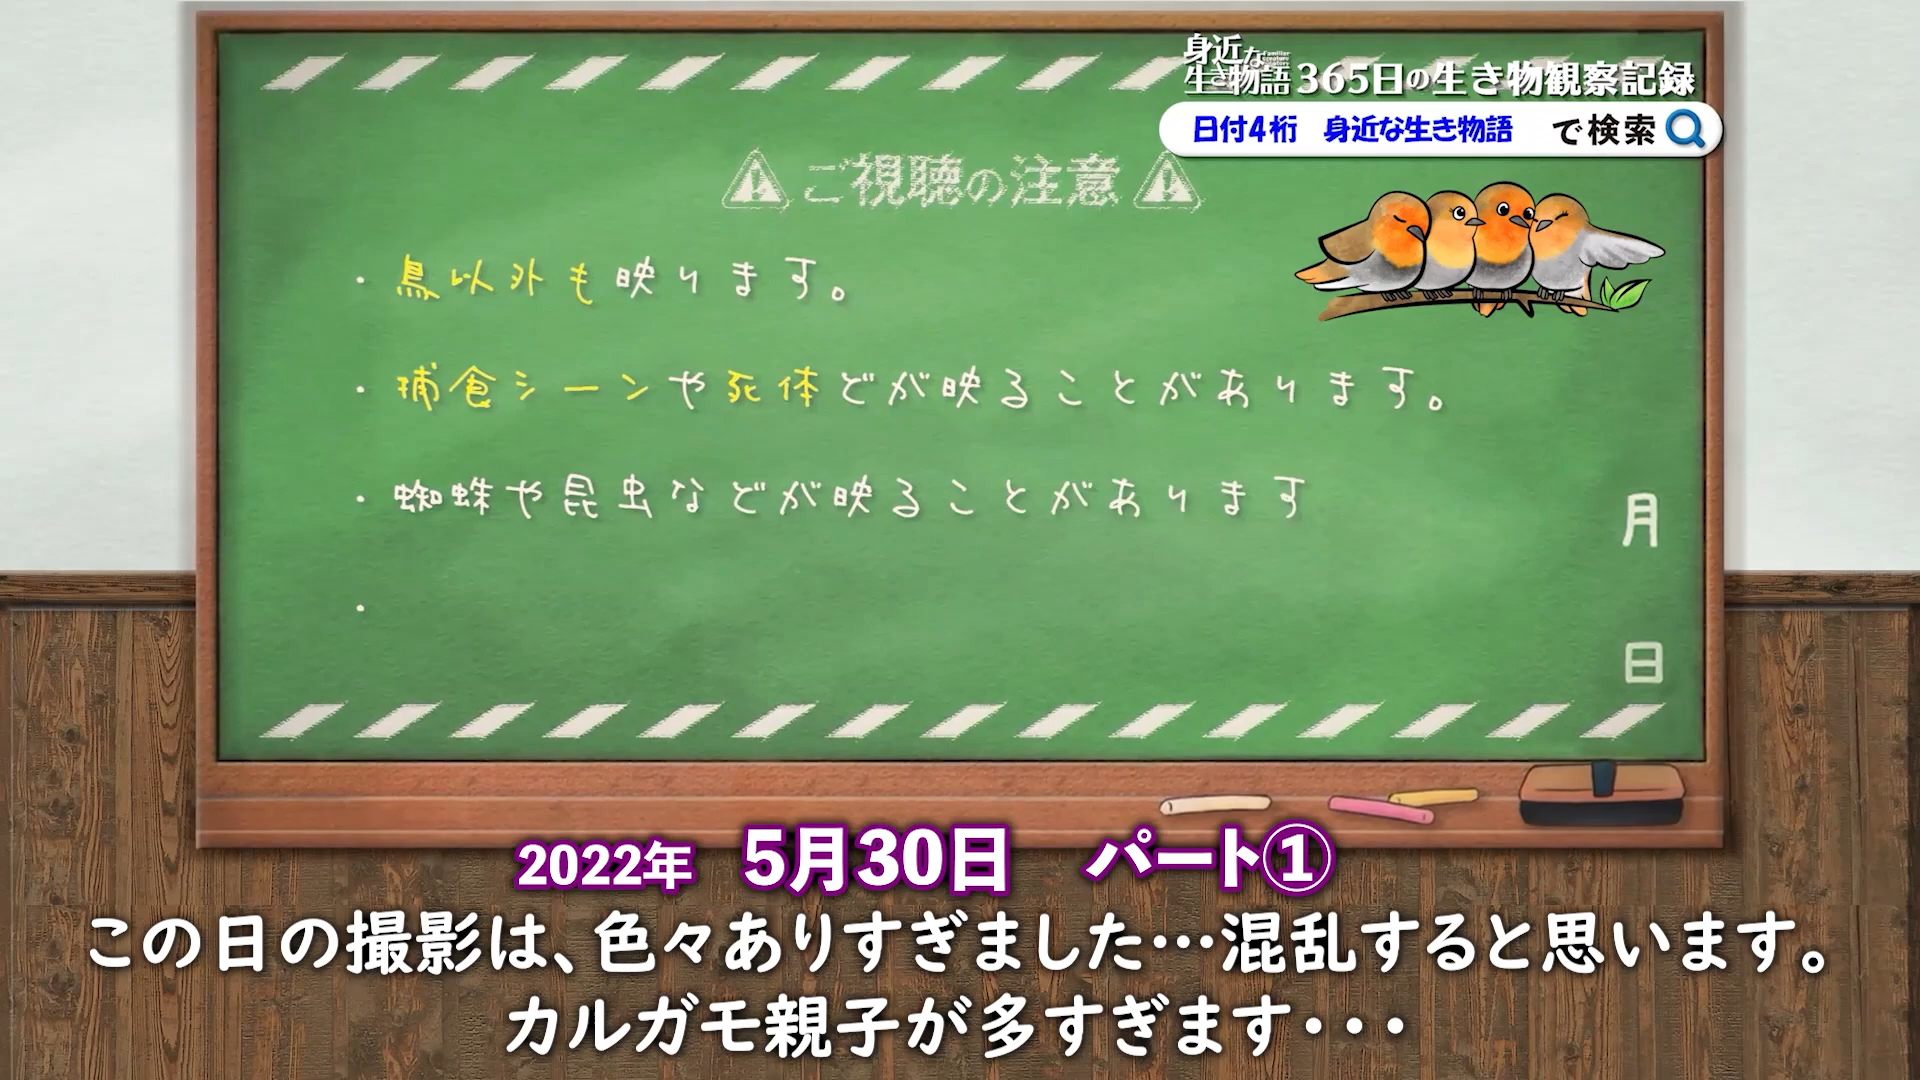 身近な
生き物語 365日の生き物観察記録
日付4桁 身近な生き物語 で検索
ご視聴の注意
・鳥以外も映ります。
・捕食シーンや死体どが映ることがあります。
・蜘蛛や昆虫などが映ることがあります
・
月
日
2022年 5月30日 パート①
この日の撮影は、色々ありすぎました…混乱すると思います。
カルガモ親子が多すぎます・・・